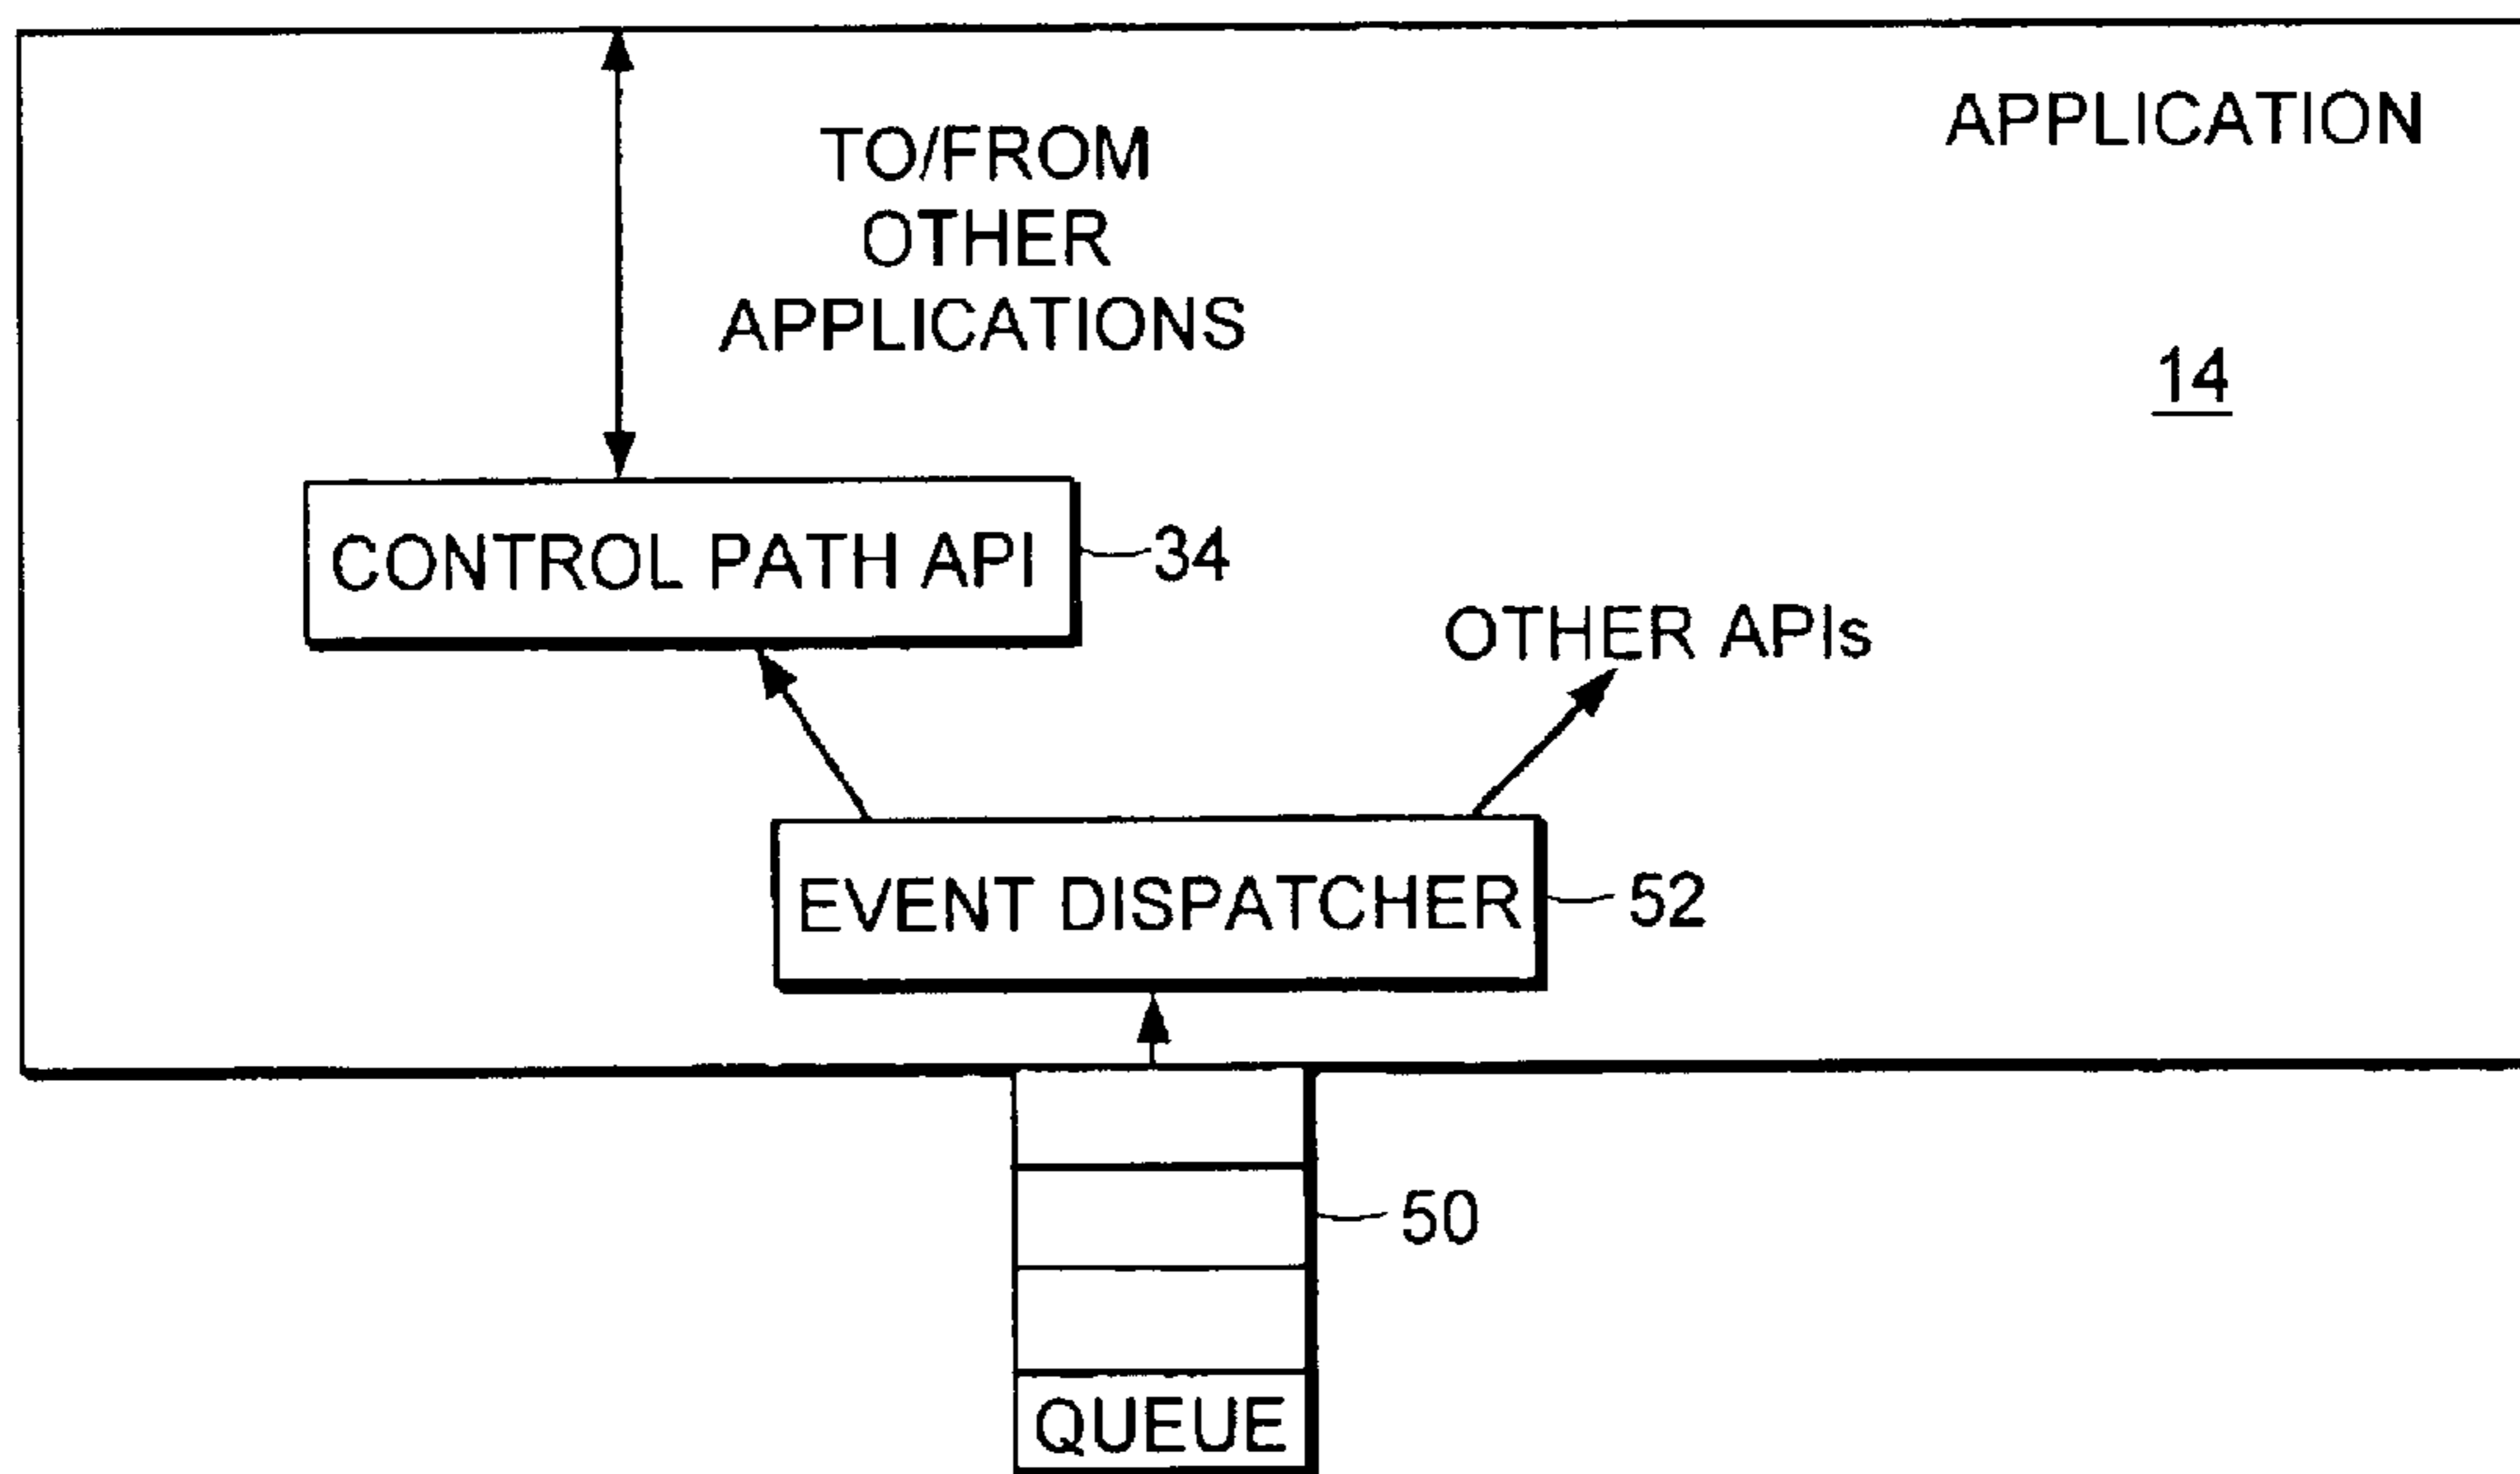 APPLICATION
TO/FROM
OTHER
APPLICATIONS
14
CONTROL PATH API
34
OTHER APIs
EVENT DISPATCHER
52
50
QUEUE